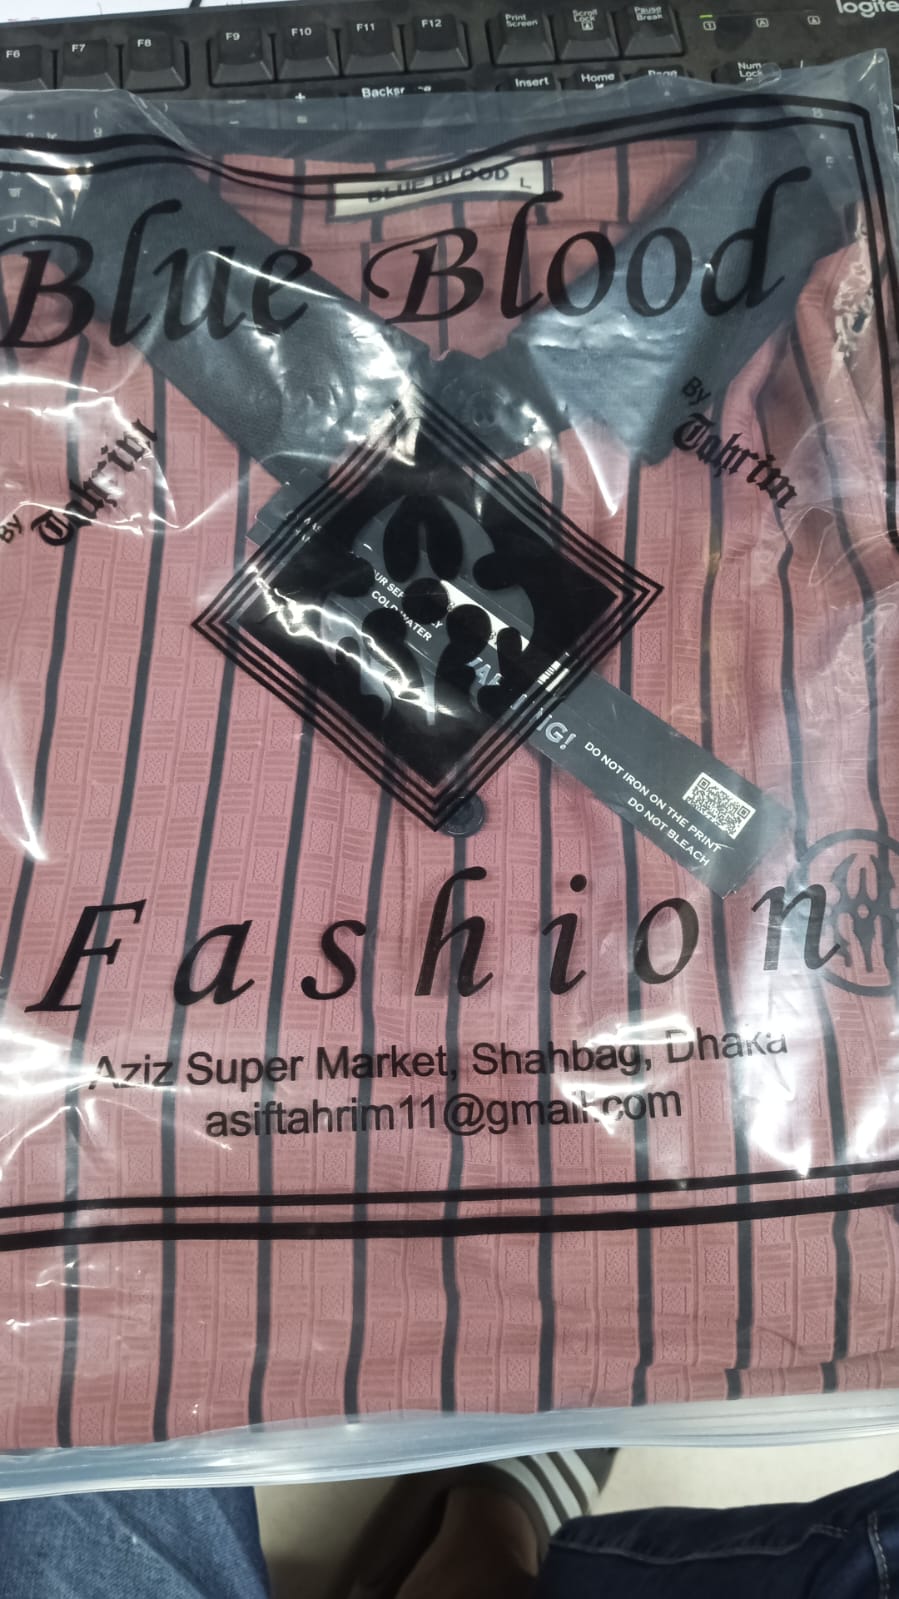 logite
F6 F7 F8 F9 F10 F11 F12 Print Screen Scroll Lock Pause Break
Insert Home
Num Lock
BLUE BLOOD L
Blue Blood
By Tahrim
By Tahrim
COLD WATER
DO NOT IRON ON THE PRINT
DO NOT BLEACH
Fashion
Aziz Super Market, Shahbag, Dhaka
asiftahrim11@gmail.com